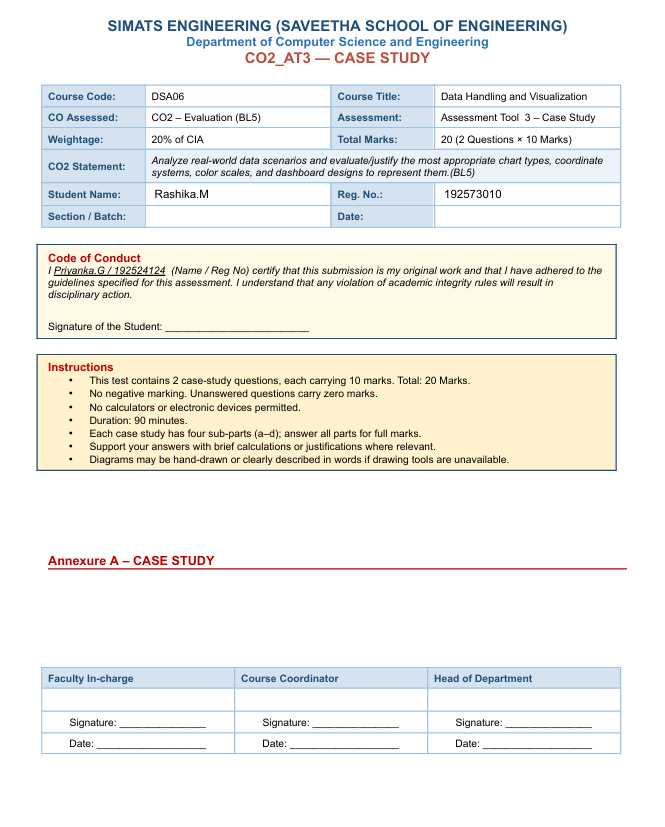 SIMATS ENGINEERING (SAVEETHA SCHOOL OF ENGINEERING)
Department of Computer Science and Engineering
CO2_AT3 — CASE STUDY
Course Code: DSA06 Course Title: Data Handling and Visualization
CO Assessed: CO2 – Evaluation (BL5) Assessment: Assessment Tool 3 – Case Study
Weightage: 20% of CIA Total Marks: 20 (2 Questions × 10 Marks)
CO2 Statement: Analyze real-world data scenarios and evaluate/justify the most appropriate chart types, coordinate
systems, color scales, and dashboard designs to represent them.(BL5)
Student Name: Rashika.M Reg. No.: 192573010
Section / Batch: Date:
Code of Conduct
I Priyanka.G / 192524124 (Name / Reg No) certify that this submission is my original work and that I have adhered to the
guidelines specified for this assessment. I understand that any violation of academic integrity rules will result in
disciplinary action.
Signature of the Student: __________________________
Instructions
• This test contains 2 case-study questions, each carrying 10 marks. Total: 20 Marks.
• No negative marking. Unanswered questions carry zero marks.
• No calculators or electronic devices permitted.
• Duration: 90 minutes.
• Each case study has four sub-parts (a–d); answer all parts for full marks.
• Support your answers with brief calculations or justifications where relevant.
• Diagrams may be hand-drawn or clearly described in words if drawing tools are unavailable.
Annexure A – CASE STUDY
Faculty In-charge Course Coordinator Head of Department
Signature: _______________ Signature: _______________ Signature: _______________
Date: ___________________ Date: ___________________ Date: ___________________